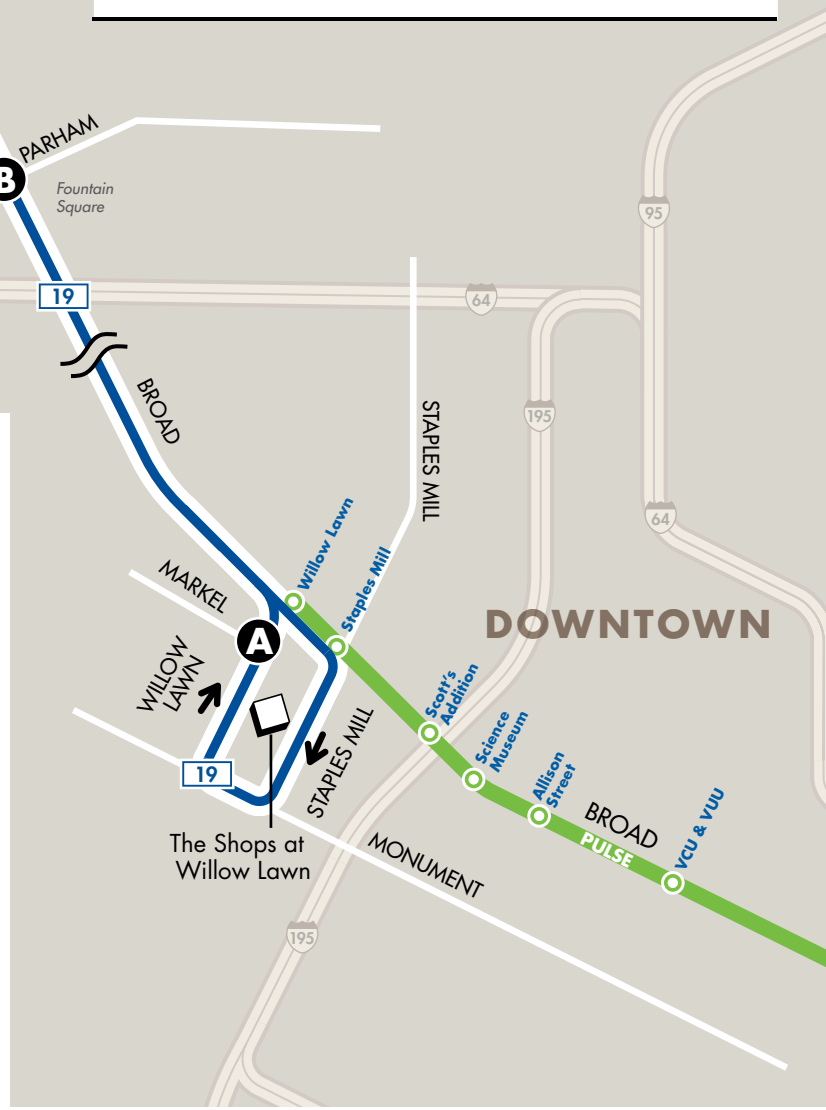 PARHAM
B
Fountain
Square
95
19
64
BROAD
STAPLES MILL
195
64
Willow Lawn
Staples Mill
MARKEL
DOWNTOWN
A
WILLOW
LAWN
Scott's
Addition
Science
Museum
STAPLES MILL
19
Allison
Street
BROAD
PULSE
VCU & VUU
The Shops at
Willow Lawn
MONUMENT
195